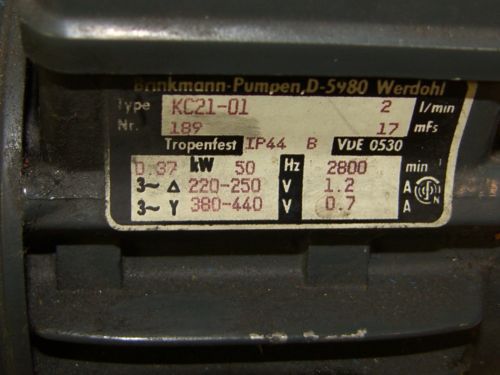 Brinkmann-Pumpen, D-5980 Werdohl
Type KC21-01 2 l/min
Nr. 189 17 mFs
Tropenfest IP44 B VDE 0530
0.37 kW 50 Hz 2800 min
3~ Δ 220-250 V 1.2 A
3~ Y 380-440 V 0.7 A
N